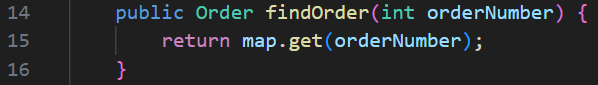 14 public Order findOrder(int orderNumber) {
15 return map.get(orderNumber);
16 }